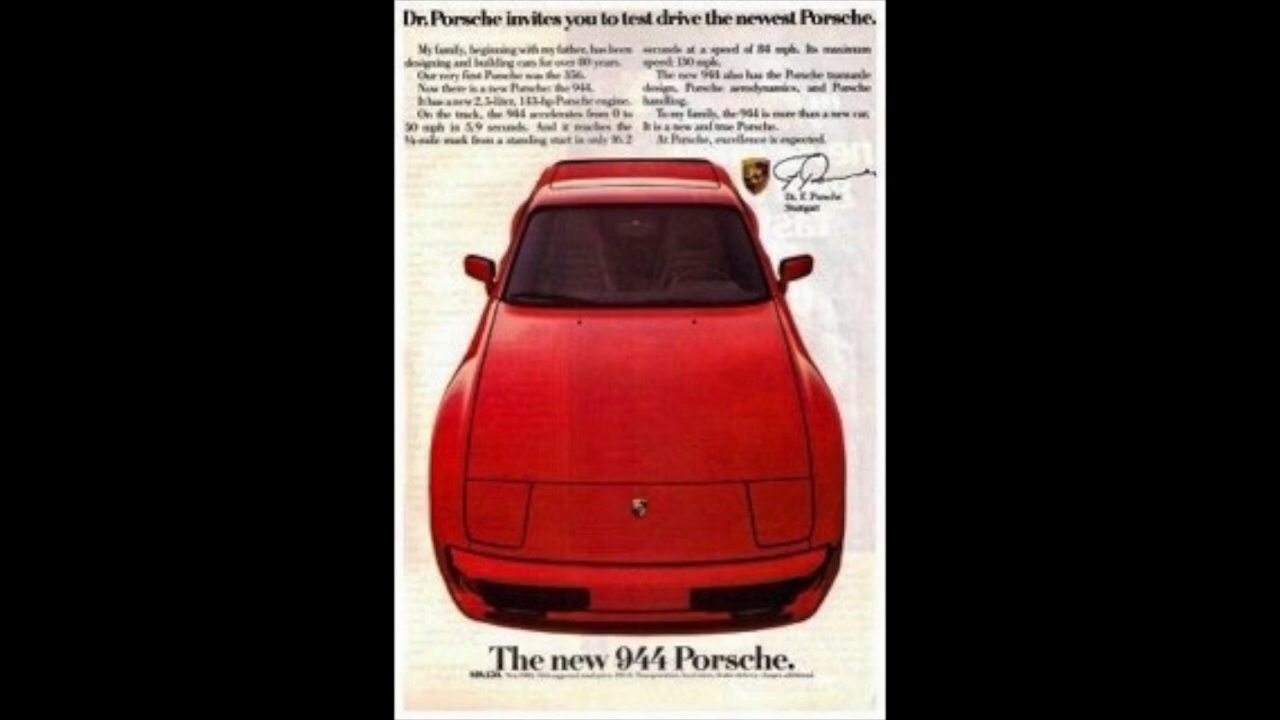 Dr. Porsche invites you to test drive the newest Porsche.
My family, beginning with my father, has been
designing and building cars for over 80 years.
Our very first Porsche was the 356.
Now there is a new Porsche: the 944.
It has a new 2.5-liter, 143-hp Porsche engine.
On the track, the 944 accelerates from 0 to
50 mph in 5.9 seconds. And it reaches the
¼-mile mark from a standing start in only 16.2
seconds at a speed of 84 mph. Its maximum
speed: 130 mph.
The new 944 also has the Porsche transaxle
design, Porsche aerodynamics, and Porsche
handling.
To my family, the 944 is more than a new car.
It is a new and true Porsche.
At Porsche, excellence is expected.
Dr. F. Porsche
Stuttgart
The new 944 Porsche.